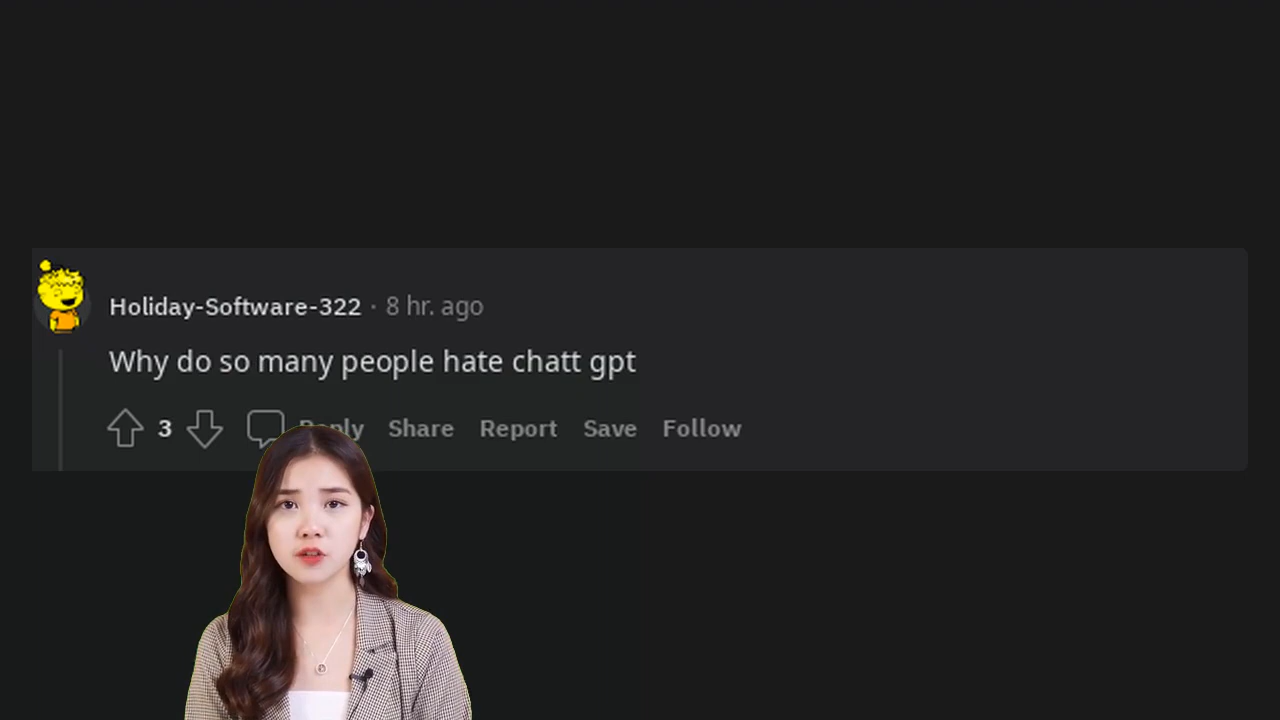 Holiday-Software-322 · 8 hr. ago
Why do so many people hate chatt gpt
3 Reply Share Report Save Follow